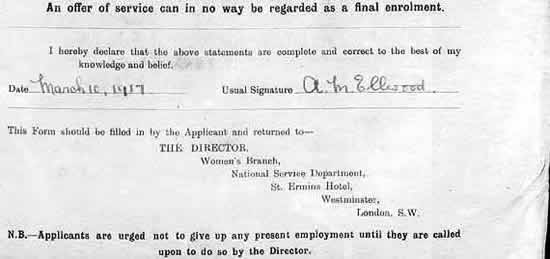 An offer of service can in no way be regarded as a final enrolment.
I hereby declare that the above statements are complete and correct to the best of my
knowledge and belief.
Date March 10, 1917 Usual Signature A. M Ellwood.
This Form should be filled in by the Applicant and returned to—
THE DIRECTOR,
Women's Branch,
National Service Department,
St. Ermins Hotel,
Westminster,
London, S.W.
N.B.—Applicants are urged not to give up any present employment until they are called
upon to do so by the Director.